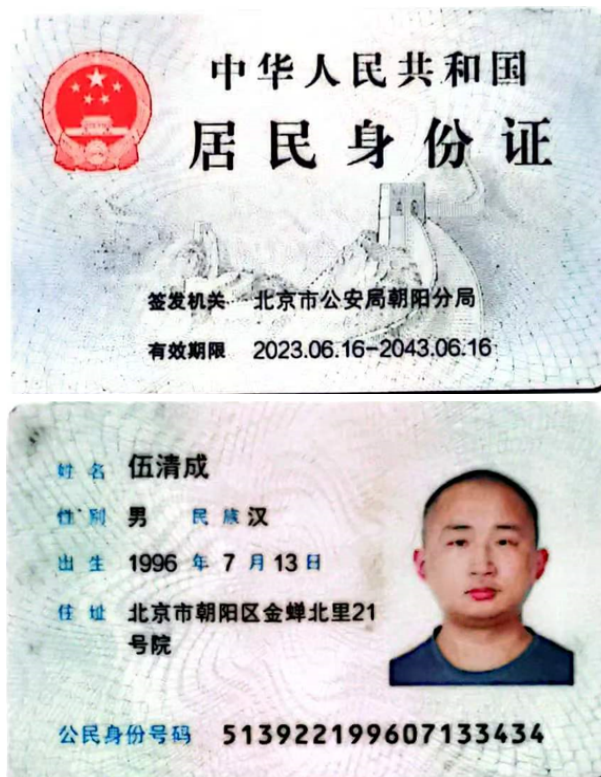 中华人民共和国
居民身份证
签发机关 北京市公安局朝阳分局
有效期限 2023.06.16-2043.06.16
姓名 伍清成
性别 男 民族 汉
出生 1996 年 7 月 13 日
住址 北京市朝阳区金蝉北里21
号院
公民身份号码 513922199607133434